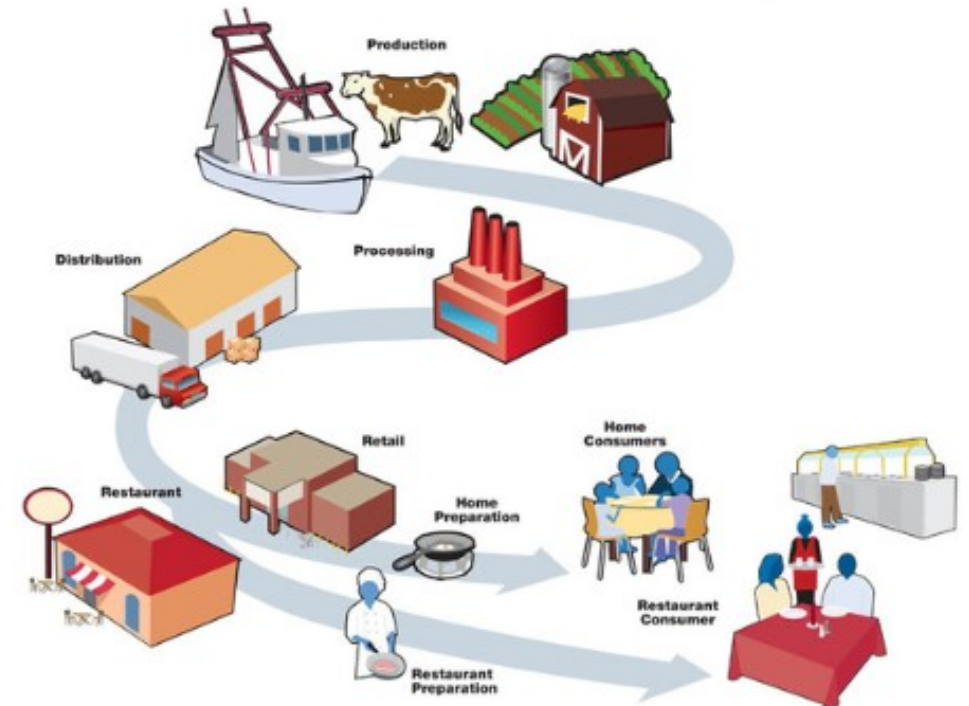 Production
Processing
Distribution
Retail
Home
Consumers
Restaurant
Home
Preparation
Restaurant
Consumer
Restaurant
Preparation